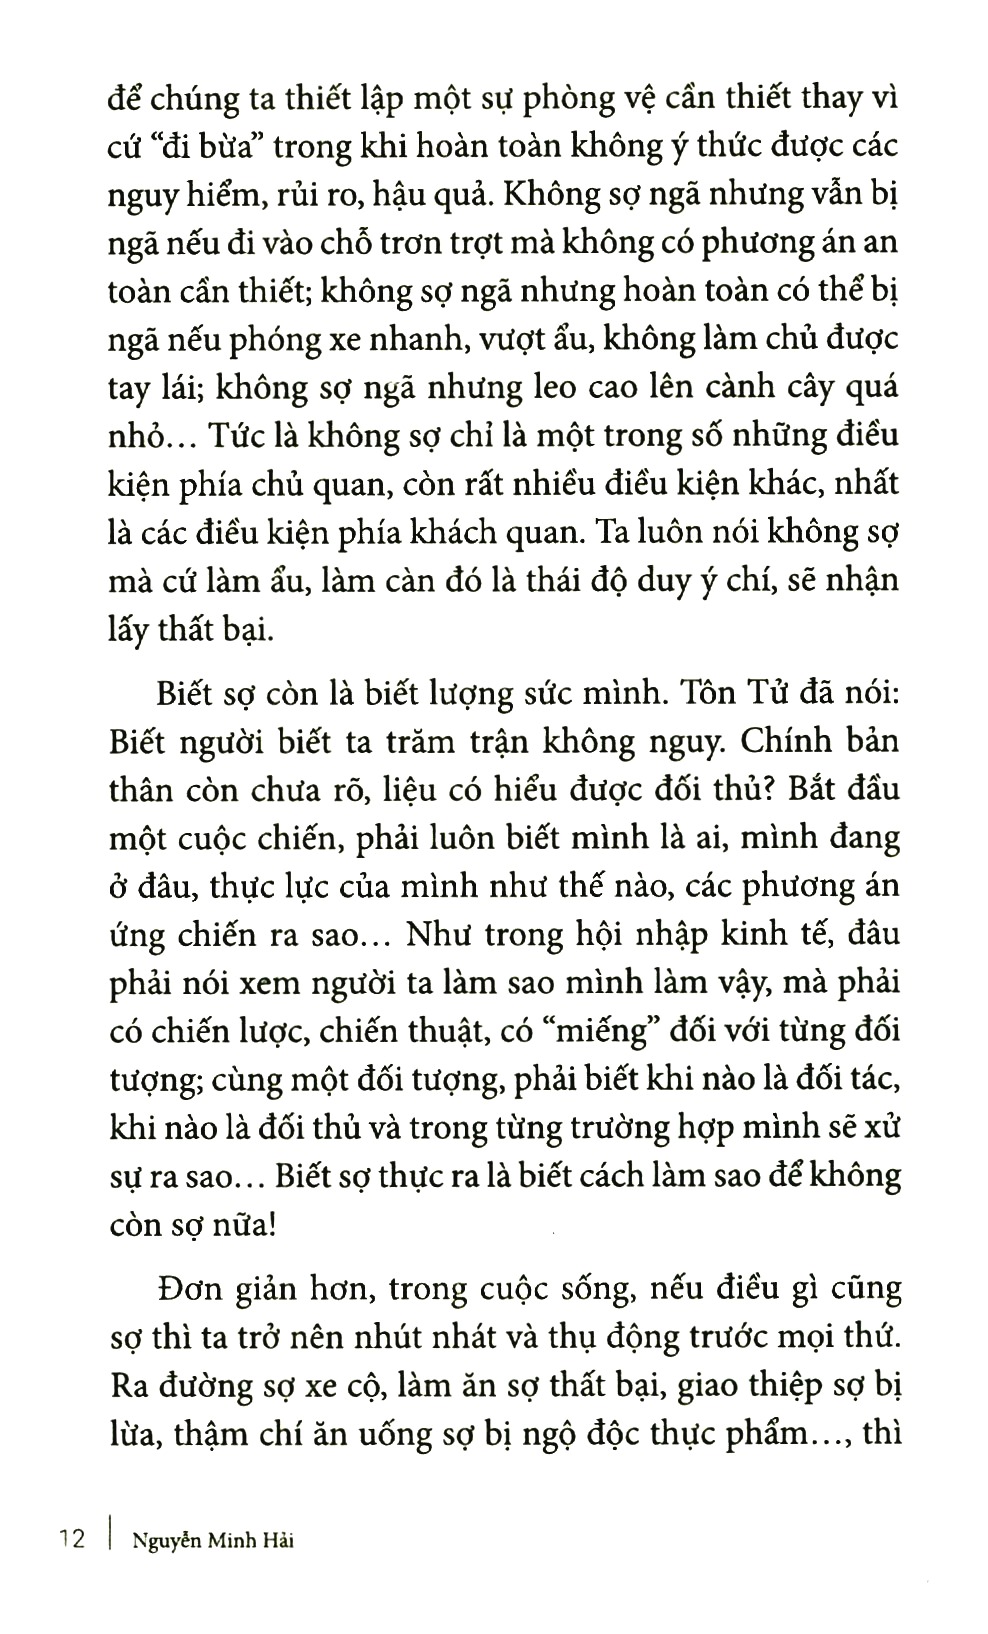 để chúng ta thiết lập một sự phòng vệ cần thiết thay vì
cứ “đi bừa” trong khi hoàn toàn không ý thức được các
nguy hiểm, rủi ro, hậu quả. Không sợ ngã nhưng vẫn bị
ngã nếu đi vào chỗ trơn trợt mà không có phương án an
toàn cần thiết; không sợ ngã nhưng hoàn toàn có thể bị
ngã nếu phóng xe nhanh, vượt ẩu, không làm chủ được
tay lái; không sợ ngã nhưng leo cao lên cành cây quá
nhỏ... Tức là không sợ chỉ là một trong số những điều
kiện phía chủ quan, còn rất nhiều điều kiện khác, nhất
là các điều kiện phía khách quan. Ta luôn nói không sợ
mà cứ làm ẩu, làm càn đó là thái độ duy ý chí, sẽ nhận
lấy thất bại.
Biết sợ còn là biết lượng sức mình. Tôn Tử đã nói:
Biết người biết ta trăm trận không nguy. Chính bản
thân còn chưa rõ, liệu có hiểu được đối thủ? Bắt đầu
một cuộc chiến, phải luôn biết mình là ai, mình đang
ở đâu, thực lực của mình như thế nào, các phương án
ứng chiến ra sao... Như trong hội nhập kinh tế, đâu
phải nói xem người ta làm sao mình làm vậy, mà phải
có chiến lược, chiến thuật, có “miếng” đối với từng đối
tượng; cùng một đối tượng, phải biết khi nào là đối tác,
khi nào là đối thủ và trong từng trường hợp mình sẽ xử
sự ra sao... Biết sợ thực ra là biết cách làm sao để không
còn sợ nữa!
Đơn giản hơn, trong cuộc sống, nếu điều gì cũng
sợ thì ta trở nên nhút nhát và thụ động trước mọi thứ.
Ra đường sợ xe cộ, làm ăn sợ thất bại, giao thiệp sợ bị
lừa, thậm chí ăn uống sợ bị ngộ độc thực phẩm..., thì
12 | Nguyễn Minh Hải